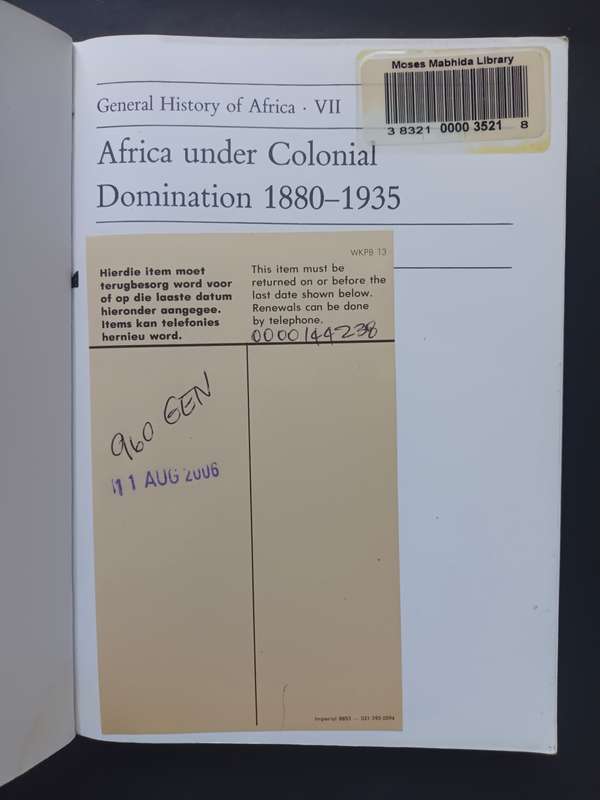 Moses Mabhida Library
3 8321 0000 3521 8
General History of Africa · VII
Africa under Colonial
Domination 1880–1935
WKPB 13
Hierdie item moet
terugbesorg word voor
of op die laaste datum
hieronder aangegee.
Items kan telefonies
hernieu word.
This item must be
returned on or before the
last date shown below.
Renewals can be done
by telephone.
0000144238
960 GEN
11 AUG 2006
Imperial 8853 – 021